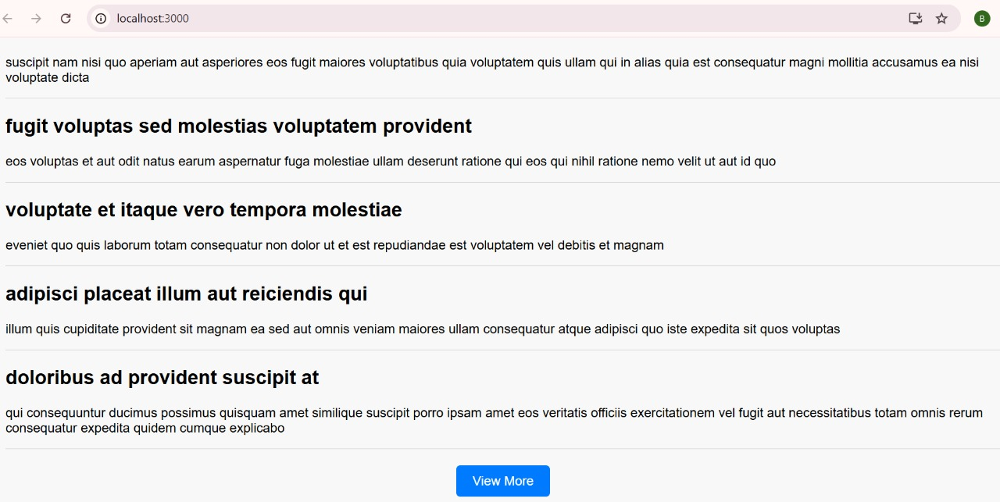 localhost:3000
B
suscipit nam nisi quo aperiam aut asperiores eos fugit maiores voluptatibus quia voluptatem quis ullam qui in alias quia est consequatur magni mollitia accusamus ea nisi
voluptate dicta
fugit voluptas sed molestias voluptatem provident
eos voluptas et aut odit natus earum aspernatur fuga molestiae ullam deserunt ratione qui eos qui nihil ratione nemo velit ut aut id quo
voluptate et itaque vero tempora molestiae
eveniet quo quis laborum totam consequatur non dolor ut et est repudiandae est voluptatem vel debitis et magnam
adipisci placeat illum aut reiciendis qui
illum quis cupiditate provident sit magnam ea sed aut omnis veniam maiores ullam consequatur atque adipisci quo iste expedita sit quos voluptas
doloribus ad provident suscipit at
qui consequuntur ducimus possimus quisquam amet similique suscipit porro ipsam amet eos veritatis officiis exercitationem vel fugit aut necessitatibus totam omnis rerum
consequatur expedita quidem cumque explicabo
View More